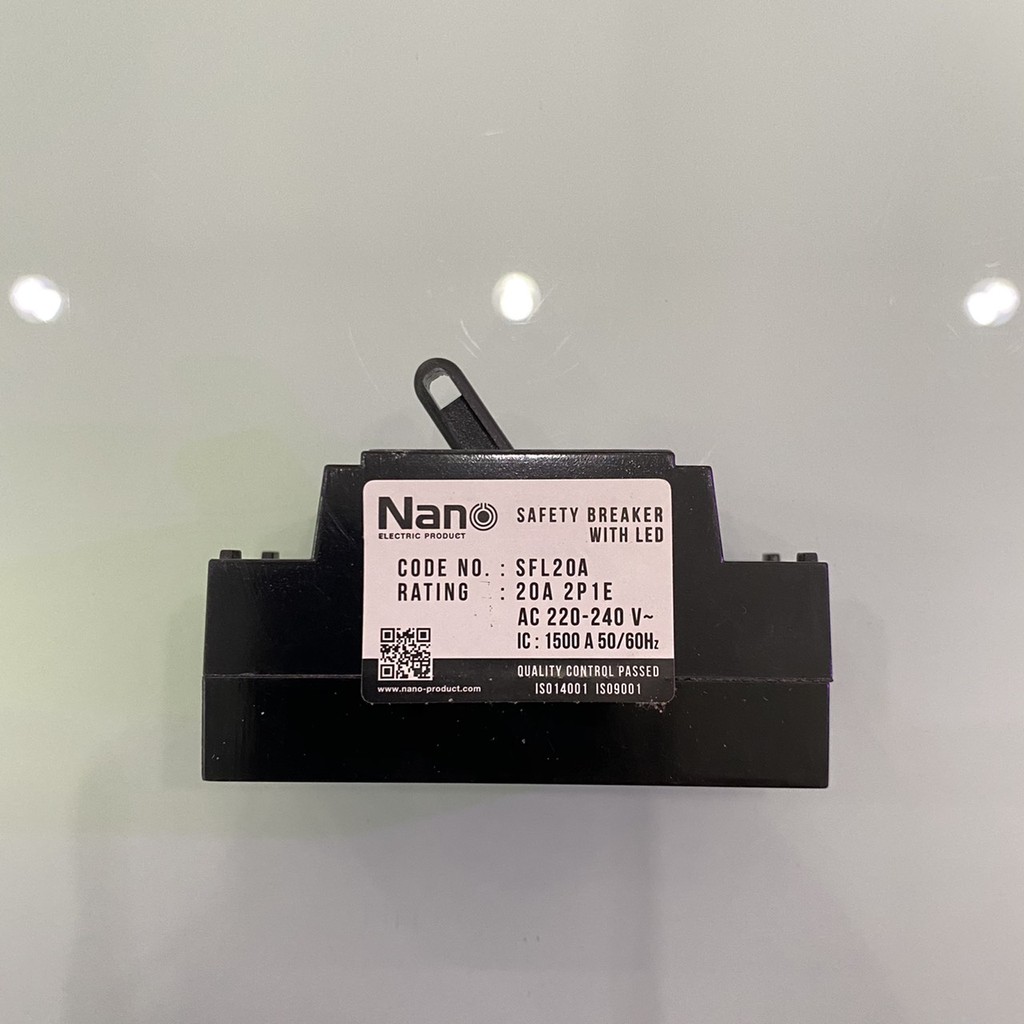 Nano
ELECTRIC PRODUCT
SAFETY BREAKER
WITH LED
CODE NO. : SFL20A
RATING : 20A 2P1E
AC 220-240 V~
IC : 1500 A 50/60Hz
www.nano-product.com
QUALITY CONTROL PASSED
ISO14001 ISO9001